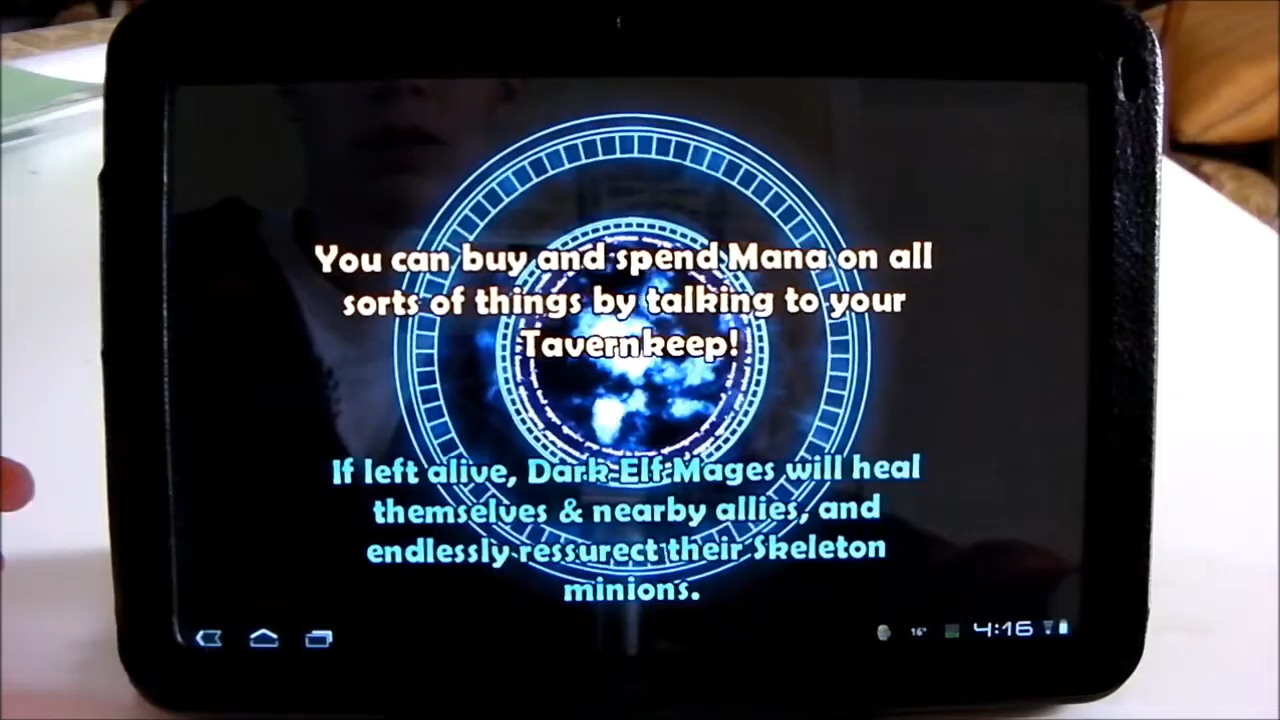 You can buy and spend Mana on all
sorts of things by talking to your
Tavernkeep!
If left alive, Dark Elf Mages will heal
themselves & nearby allies, and
endlessly ressurect their Skeleton
minions.
16°
4:16